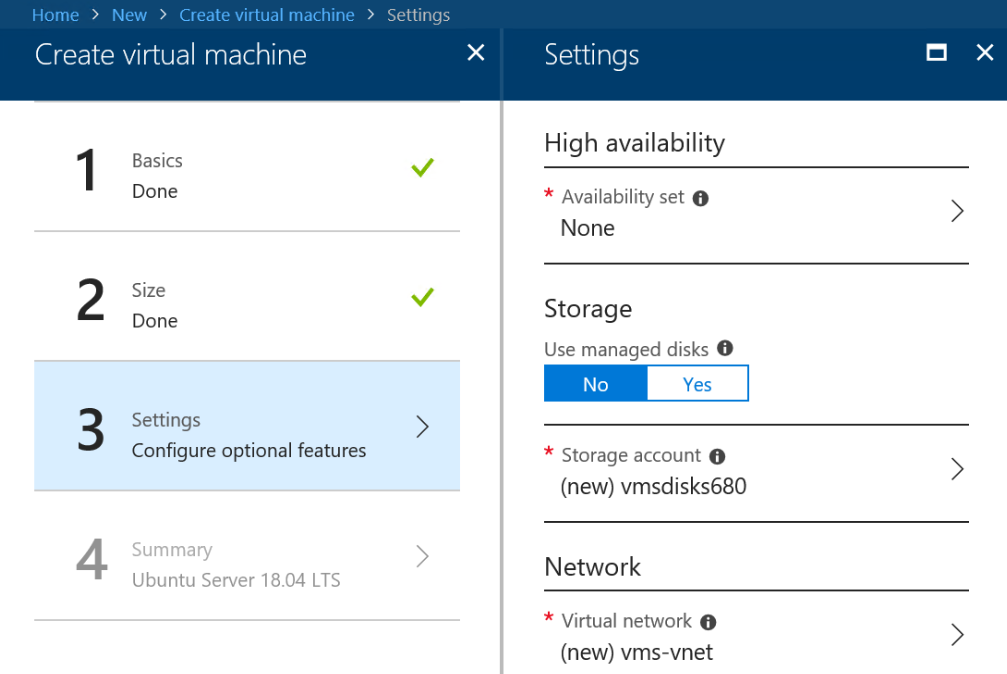 Home > New > Create virtual machine > Settings
Create virtual machine
1
Basics
Done
2
Size
Done
3
Settings
Configure optional features
4
Summary
Ubuntu Server 18.04 LTS
Settings
High availability
* Availability set
None
Storage
Use managed disks
No Yes
* Storage account
(new) vmsdisks680
Network
* Virtual network
(new) vms-vnet